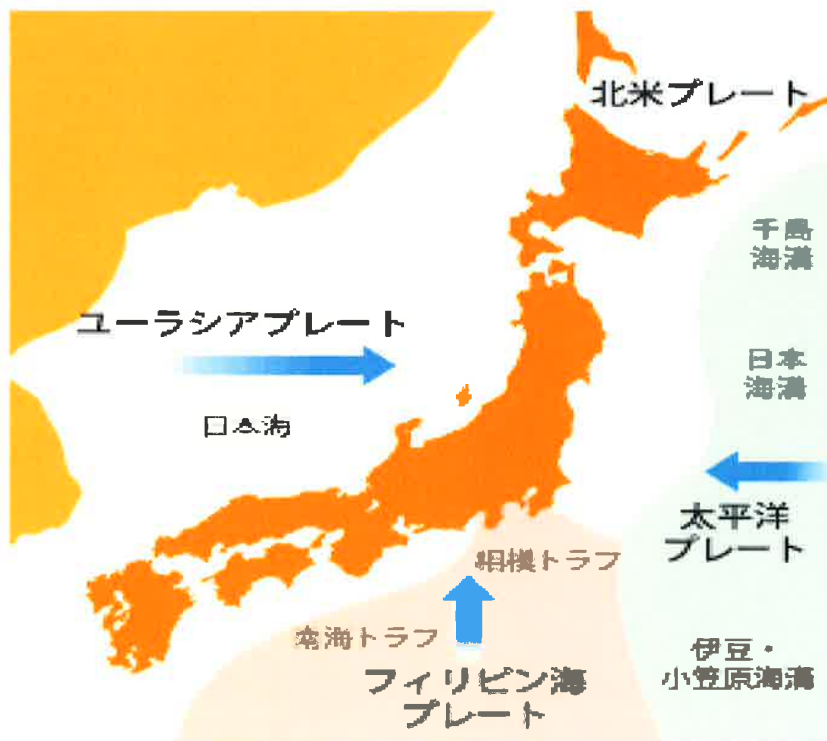 北米プレート
千島
海溝
ユーラシアプレート
日本
海溝
日本海
太平洋
プレート
相模トラフ
南海トラフ
伊豆・
小笠原海溝
フィリピン海
プレート